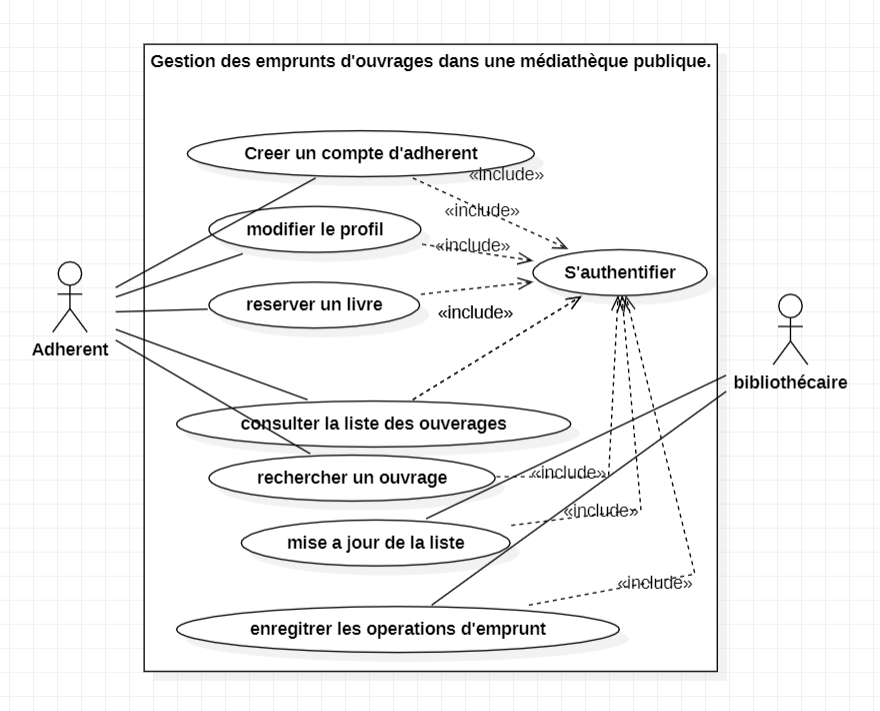 Gestion des emprunts d'ouvrages dans une médiathèque publique.
Creer un compte d'adherent
«include»
«include»
modifier le profil
«include»
S'authentifier
reserver un livre
«include»
Adherent
bibliothécaire
consulter la liste des ouverages
rechercher un ouvrage
«include»
«include»
mise a jour de la liste
«include»
enregitrer les operations d'emprunt